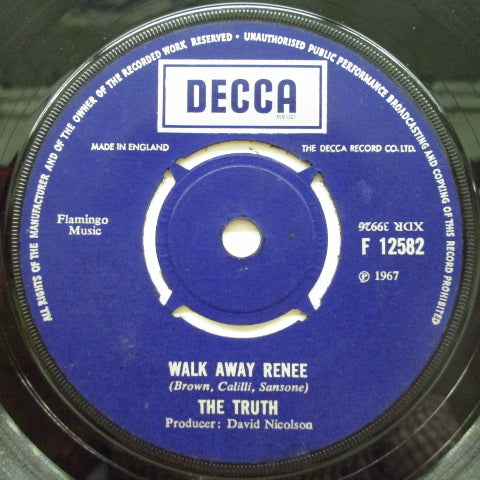 ALL RIGHTS OF THE MANUFACTURER AND OF THE OWNER OF THE RECORDED WORK RESERVED • UNAUTHORISED PUBLIC PERFORMANCE BROADCASTING AND COPYING OF THIS RECORD PROHIBITED
DECCA
REGD
MADE IN ENGLAND
THE DECCA RECORD CO. LTD.
Flamingo
Music
XDR 39926
F 12582
℗ 1967
WALK AWAY RENEE
(Brown, Calilli, Sansone)
THE TRUTH
Producer: David Nicolson